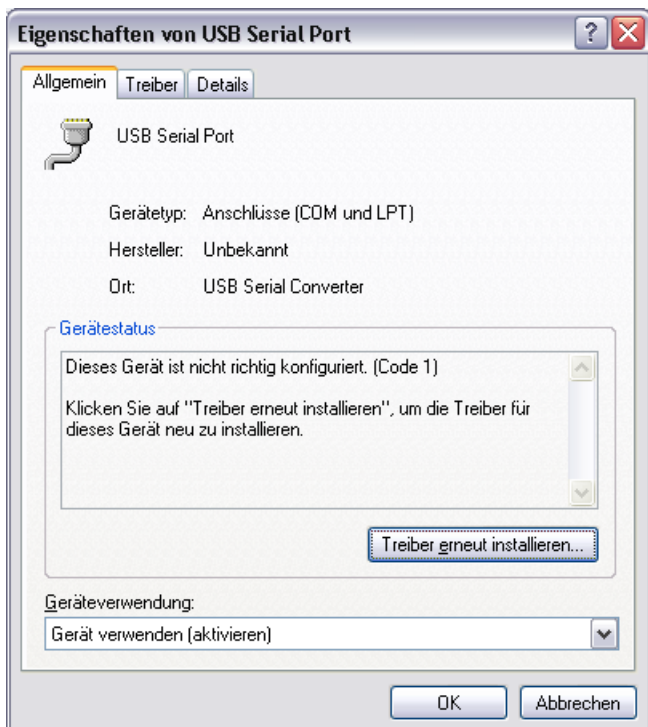 Eigenschaften von USB Serial Port
Allgemein Treiber Details
USB Serial Port
Gerätetyp: Anschlüsse (COM und LPT)
Hersteller: Unbekannt
Ort: USB Serial Converter
Gerätestatus
Dieses Gerät ist nicht richtig konfiguriert. (Code 1)
Klicken Sie auf "Treiber erneut installieren", um die Treiber für
dieses Gerät neu zu installieren.
Treiber erneut installieren...
Geräteverwendung:
Gerät verwenden (aktivieren)
OK Abbrechen